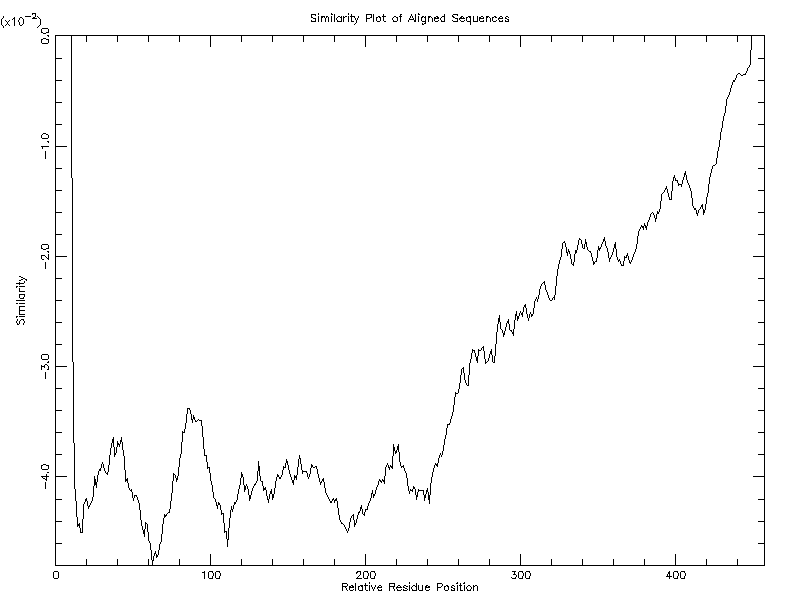 Similarity Plot of Aligned Sequences
(x10^-2)
0.0
-1.0
-2.0
-3.0
-4.0
Similarity
0 100 200 300 400
Relative Residue Position